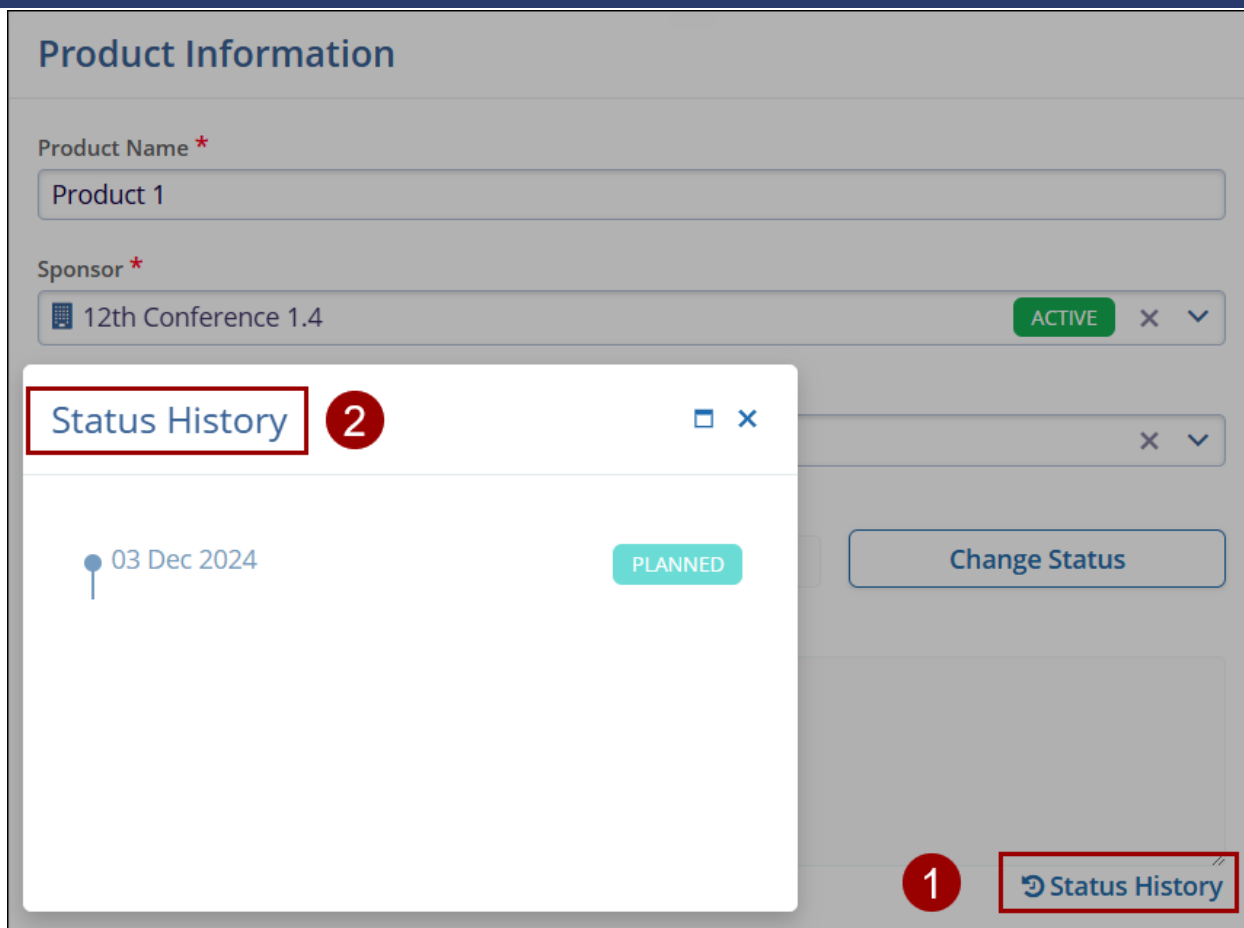 Product Information
Product Name *
Product 1
Sponsor *
12th Conference 1.4
ACTIVE
Status History
2
03 Dec 2024
PLANNED
Change Status
1
Status History